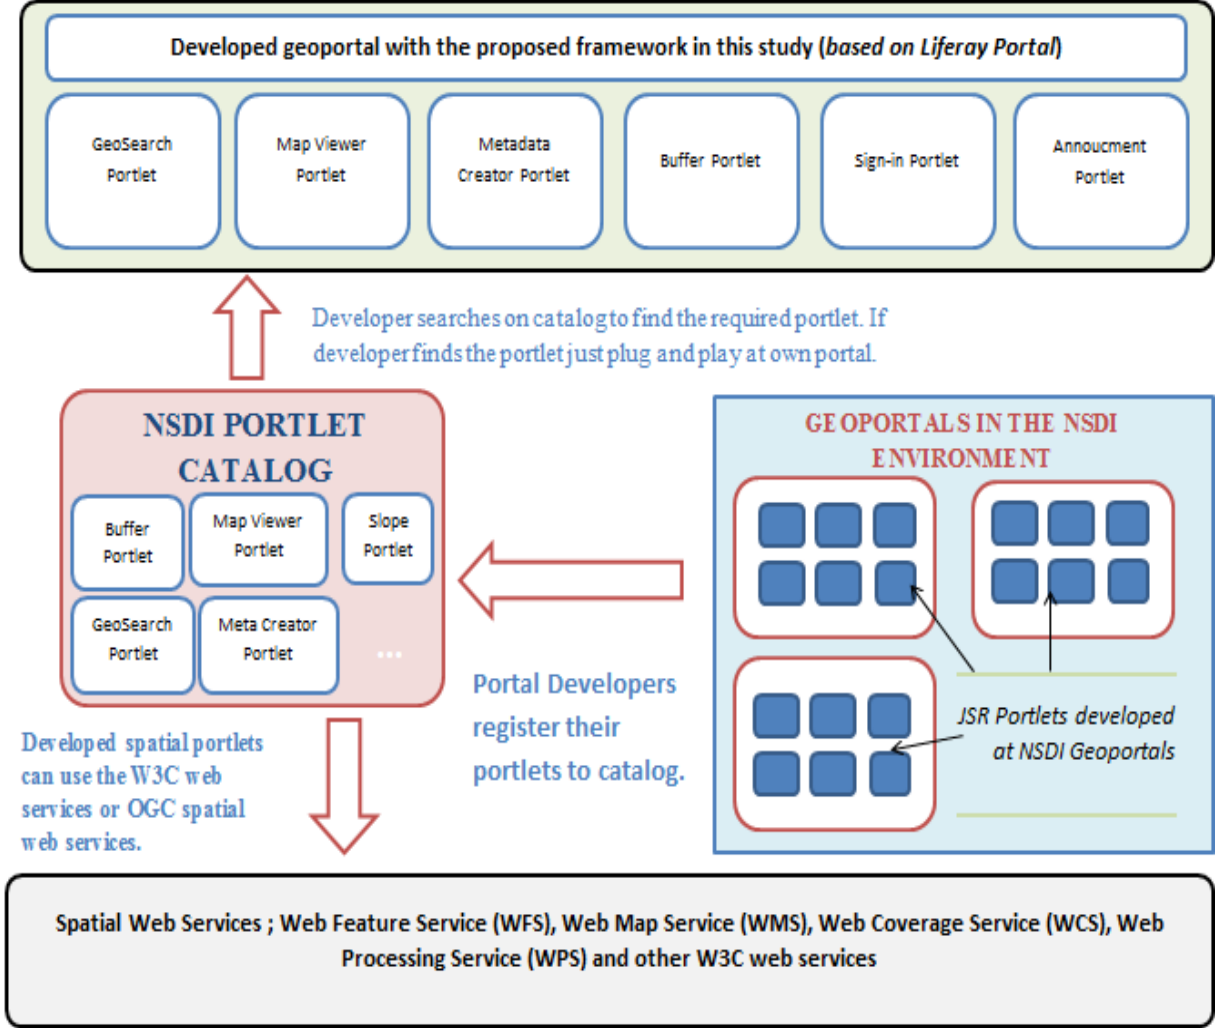 Developed geoportal with the proposed framework in this study (based on Liferay Portal)
GeoSearch
Portlet
Map Viewer
Portlet
Metadata
Creator Portlet
Buffer Portlet
Sign-in Portlet
Annoucment
Portlet
Developer searches on catalog to find the required portlet. If
developer finds the portlet just plug and play at own portal.
NSDI PORTLET
CATALOG
Buffer
Portlet
Map Viewer
Portlet
Slope
Portlet
GeoSearch
Portlet
Meta Creator
Portlet
...
GEOPORTALS IN THE NSDI
ENVIRONMENT
JSR Portlets developed
at NSDI Geoportals
Portal Developers
register their
portlets to catalog.
Developed spatial portlets
can use the W3C web
services or OGC spatial
web services.
Spatial Web Services ; Web Feature Service (WFS), Web Map Service (WMS), Web Coverage Service (WCS), Web
Processing Service (WPS) and other W3C web services